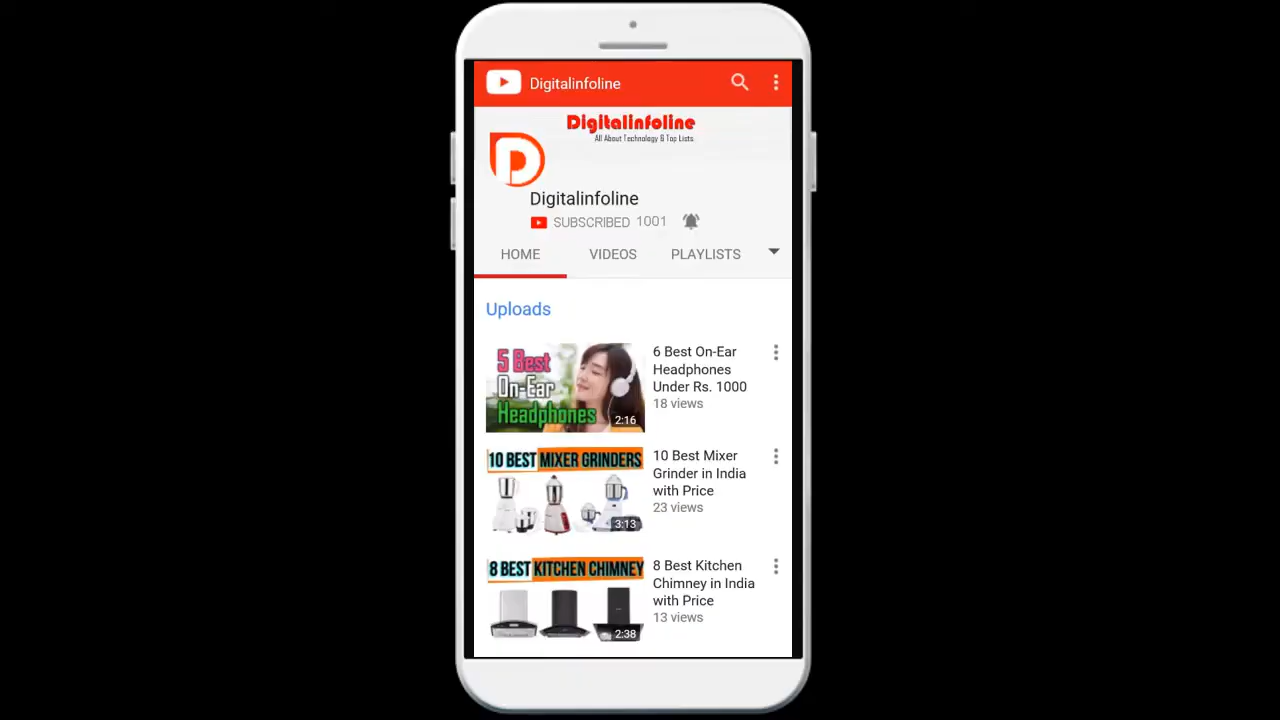 Digitalinfoline
Digitalinfoline
All About Technology & Top Lists
D
Digitalinfoline
SUBSCRIBED 1001
HOME VIDEOS PLAYLISTS
Uploads
5 Best
On-Ear
Headphones
2:16
6 Best On-Ear
Headphones
Under Rs. 1000
18 views
10 BEST MIXER GRINDERS
3:13
10 Best Mixer
Grinder in India
with Price
23 views
8 BEST KITCHEN CHIMNEY
2:38
8 Best Kitchen
Chimney in India
with Price
13 views